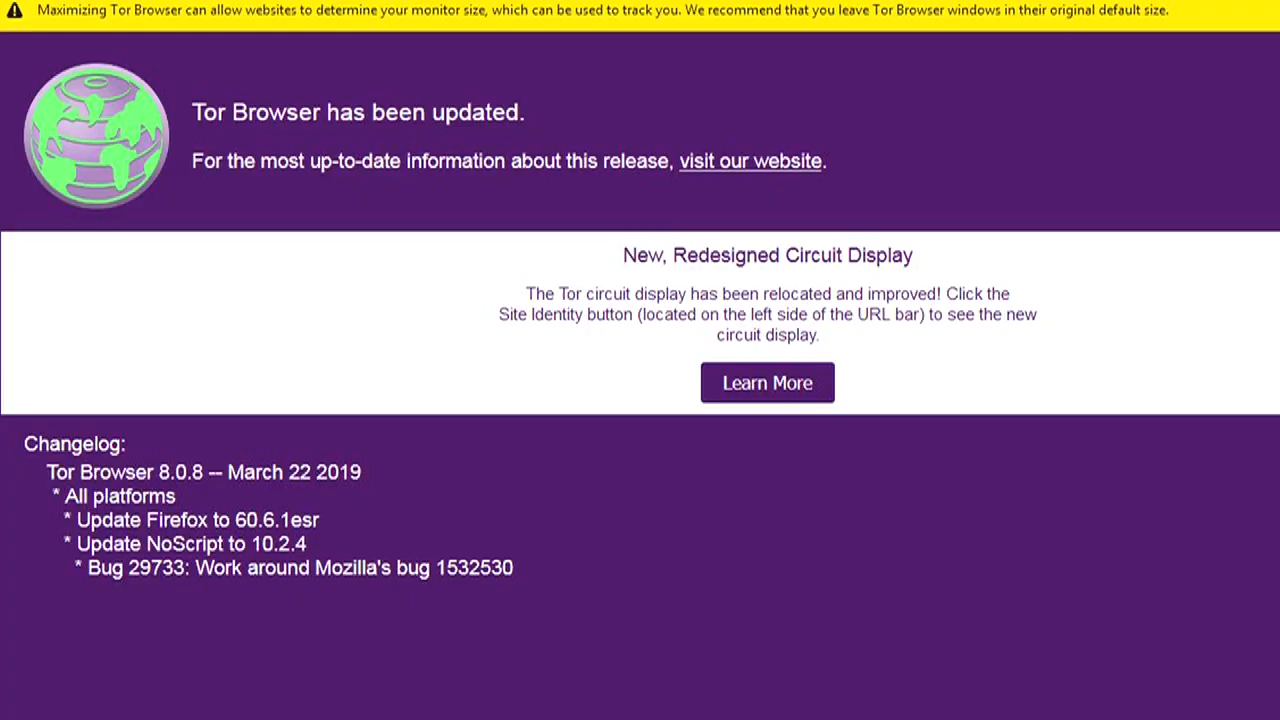 Maximizing Tor Browser can allow websites to determine your monitor size, which can be used to track you. We recommend that you leave Tor Browser windows in their original default size.
Tor Browser has been updated.
For the most up-to-date information about this release, visit our website.
New, Redesigned Circuit Display
The Tor circuit display has been relocated and improved! Click the
Site Identity button (located on the left side of the URL bar) to see the new
circuit display.
Learn More
Changelog:
Tor Browser 8.0.8 -- March 22 2019
* All platforms
* Update Firefox to 60.6.1esr
* Update NoScript to 10.2.4
* Bug 29733: Work around Mozilla's bug 1532530